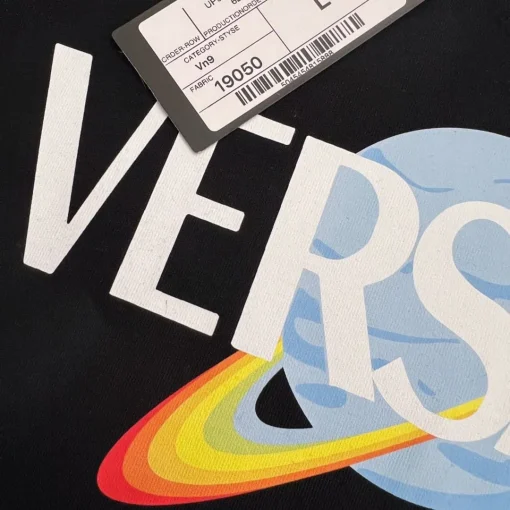 L
CRDER-ROW
PRODUCTIONORDE
CATEGORY-STYSE
Vn9
FABRIC
19050
VERS